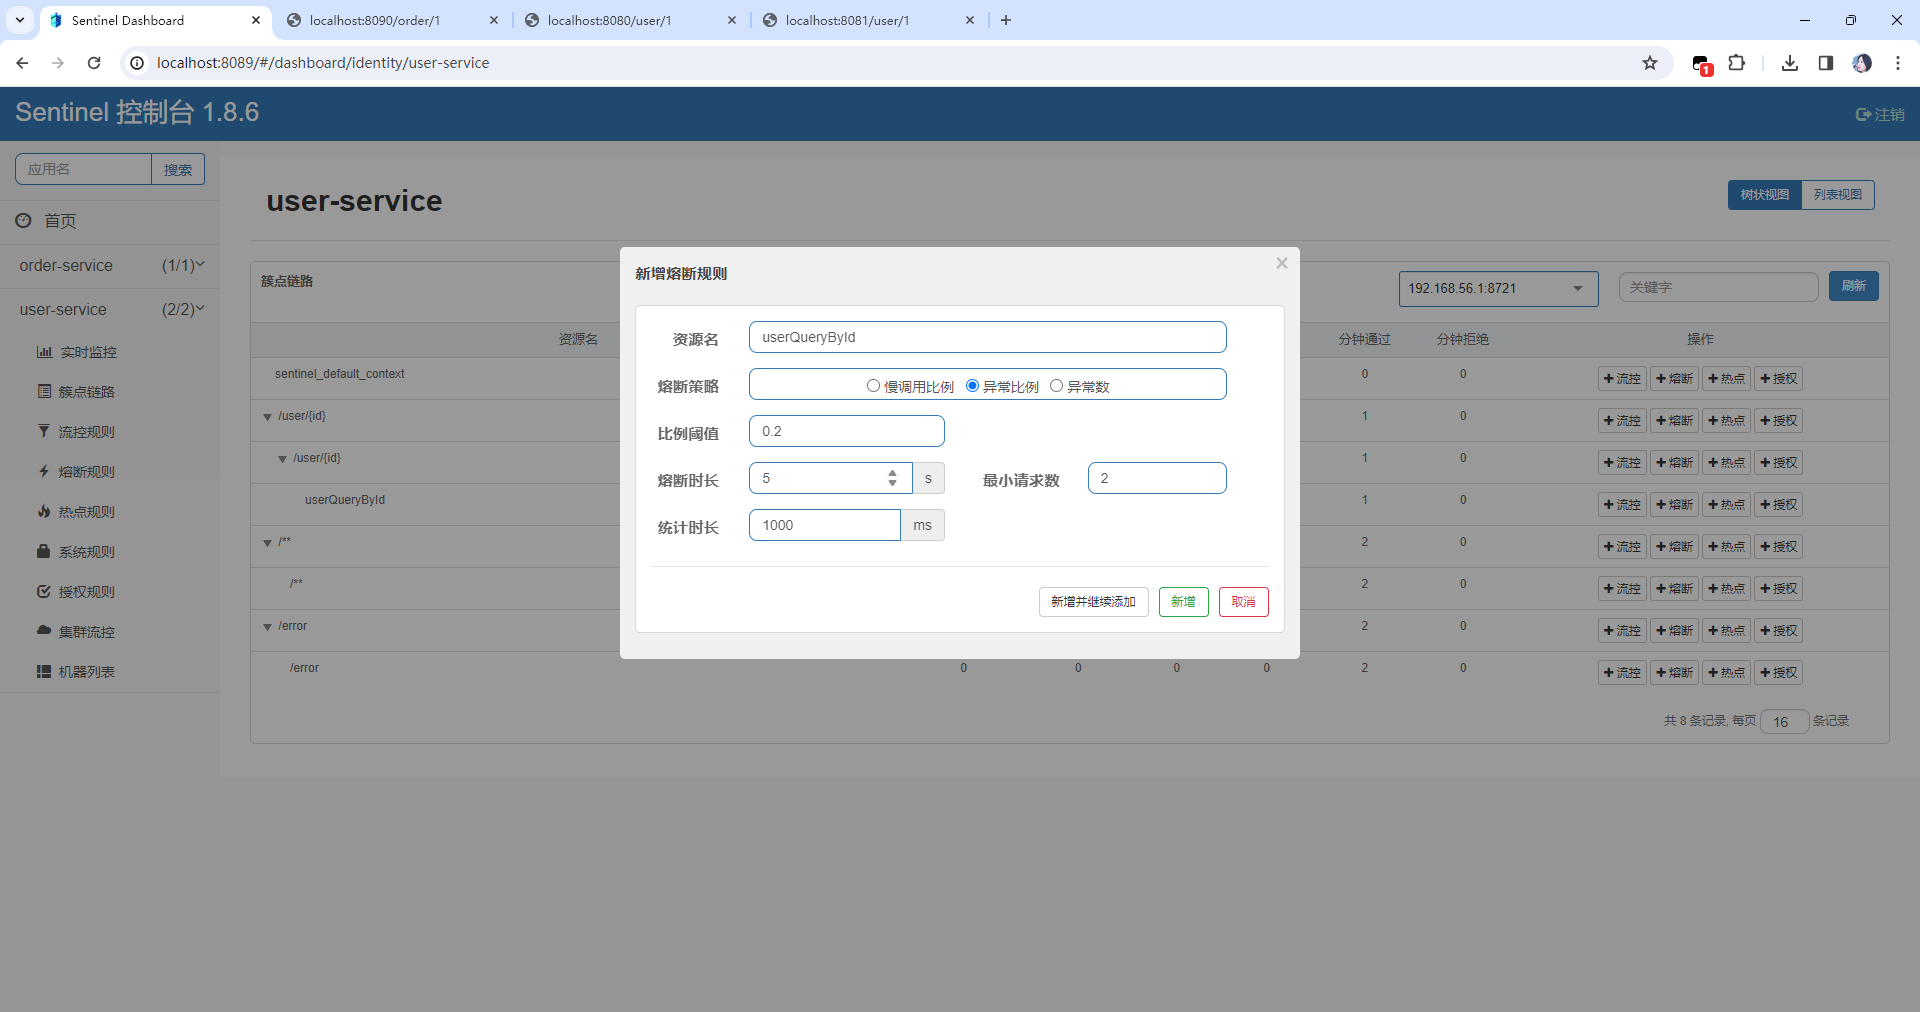 Sentinel Dashboard
localhost:8090/order/1
localhost:8080/user/1
localhost:8081/user/1
localhost:8089/#/dashboard/identity/user-service
1
Sentinel 控制台 1.8.6
注销
应用名
搜索
首页
order-service (1/1)
user-service (2/2)
实时监控
簇点链路
流控规则
熔断规则
热点规则
系统规则
授权规则
集群流控
机器列表
user-service
树状视图 列表视图
簇点链路
192.168.56.1:8721
关键字
刷新
资源名 分钟通过 分钟拒绝 操作
sentinel_default_context 0 0 流控 熔断 热点 授权
/user/{id} 1 0 流控 熔断 热点 授权
/user/{id} 1 0 流控 熔断 热点 授权
userQueryById 1 0 流控 熔断 热点 授权
/** 2 0 流控 熔断 热点 授权
/** 2 0 流控 熔断 热点 授权
/error 2 0 流控 熔断 热点 授权
/error 0 0 0 0 2 0 流控 熔断 热点 授权
共 8 条记录, 每页 16 条记录
新增熔断规则
×
资源名 userQueryById
熔断策略 慢调用比例 异常比例 异常数
比例阈值 0.2
熔断时长 5 s 最小请求数 2
统计时长 1000 ms
新增并继续添加 新增 取消